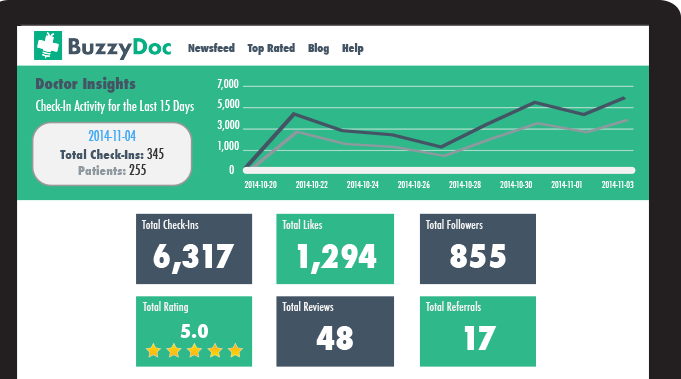 BuzzyDoc Newsfeed Top Rated Blog Help
Doctor Insights
Check-In Activity for the Last 15 Days
2014-11-04
Total Check-Ins: 345
Patients: 255
7,000
5,000
3,000
1,000
0
2014-10-20 2014-10-22 2014-10-24 2014-10-26 2014-10-28 2014-10-30 2014-11-01 2014-11-03
Total Check-Ins
6,317
Total Likes
1,294
Total Followers
855
Total Rating
5.0
Total Reviews
48
Total Referrals
17